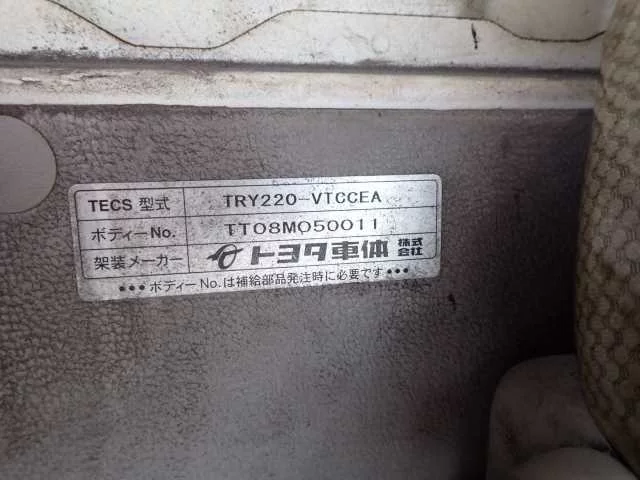 TECS 型式 TRY220-VTCCEA
ボディーNo. TT08M050011
架装メーカー トヨタ車体 株式会社
•••ボディーNo.は補給部品発注時に必要です•••